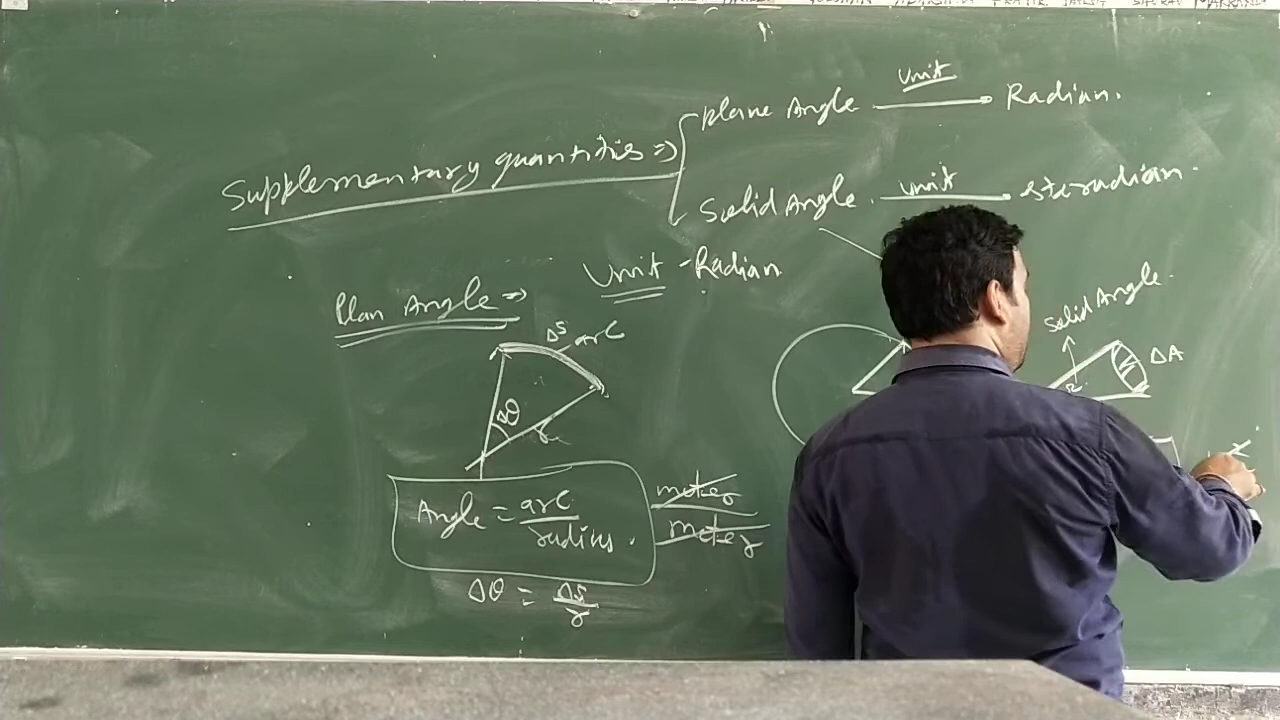 Unit
plane Angle → Radian.
Supplementary quantities ⇒
Solid Angle . unit steradian.
Plan Angle ⇒ Unit - Radian
Solid Angle
ΔS arc
ΔA
Δθ
r
Angle = arc / radius . meter / meter
Δθ = ΔS / r